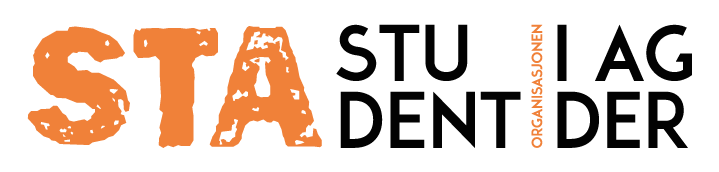 STA
STU
DENT
ORGANISASJONEN
I AG
DER